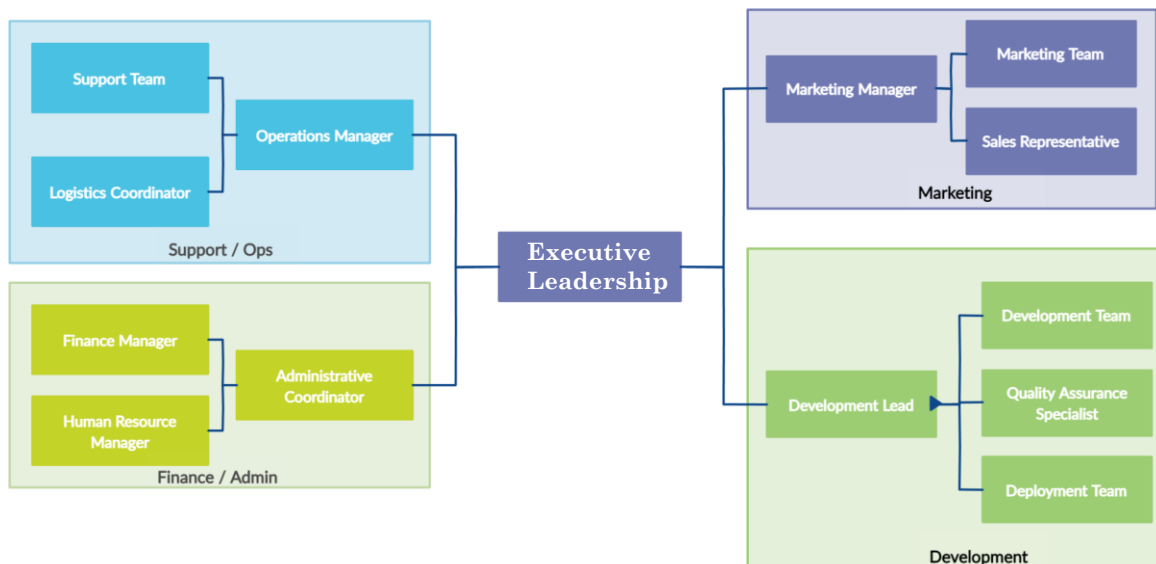 Support Team
Operations Manager
Logistics Coordinator
Support / Ops
Finance Manager
Administrative
Coordinator
Human Resource
Manager
Finance / Admin
Executive
Leadership
Marketing Manager
Marketing Team
Sales Representative
Marketing
Development Lead
Development Team
Quality Assurance
Specialist
Deployment Team
Development